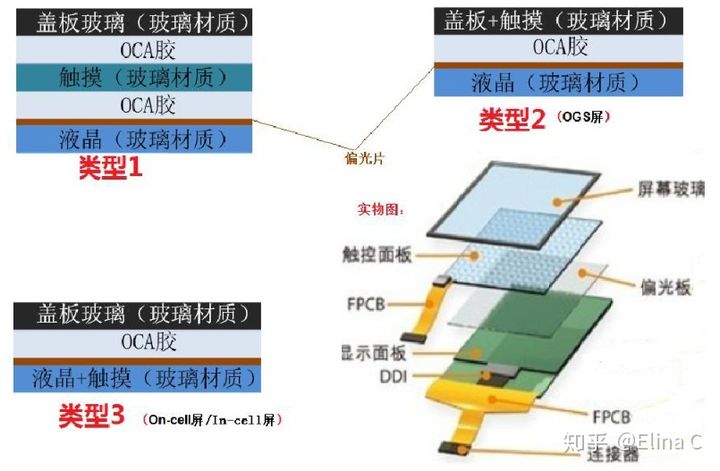 盖板玻璃（玻璃材质）
OCA胶
触摸（玻璃材质）
OCA胶
液晶（玻璃材质）
类型1
偏光片
盖板+触摸（玻璃材质）
OCA胶
液晶（玻璃材质）
类型2（OGS屏）
实物图：
屏幕玻璃
触控面板
偏光板
FPCB
显示面板
DDI
FPCB
连接器
盖板玻璃（玻璃材质）
OCA胶
液晶+触摸（玻璃材质）
类型3（On-cell屏/In-cell屏）
知乎 @Elina C